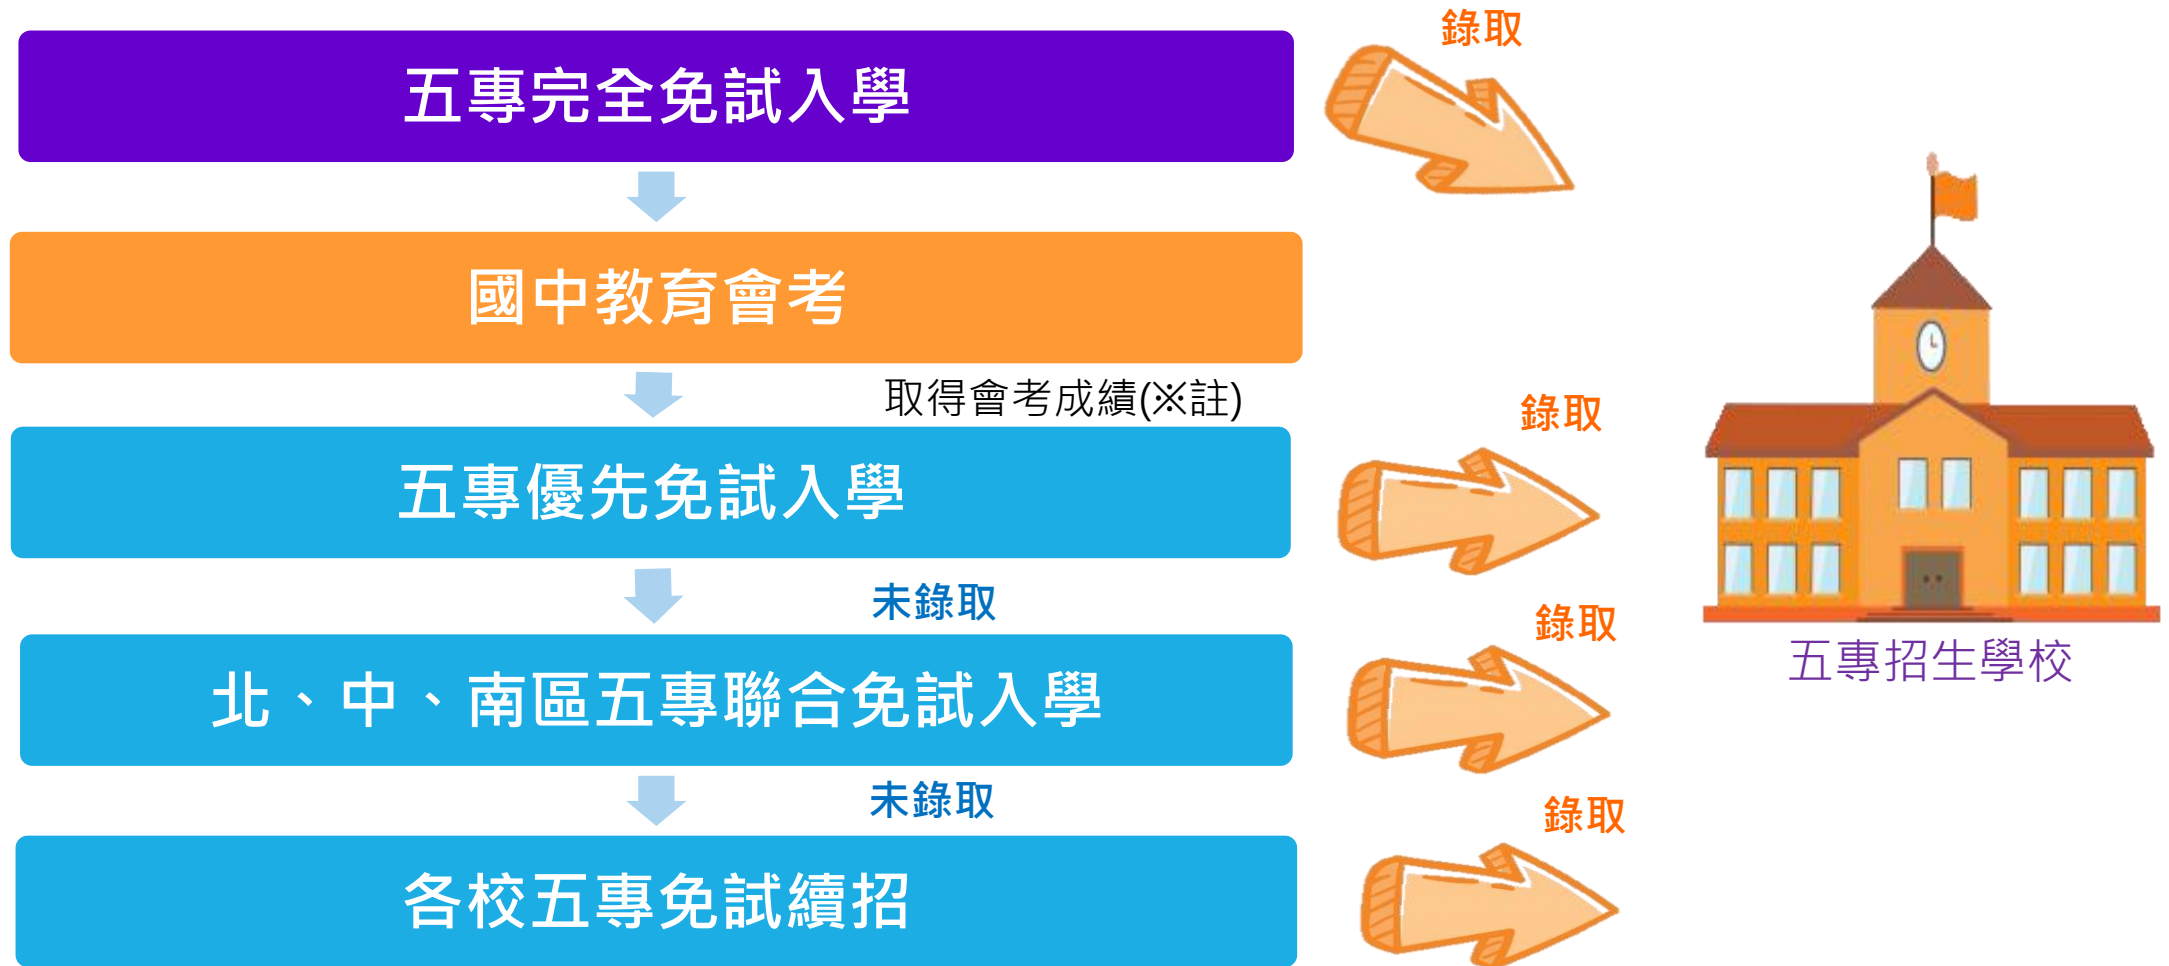 錄取
五專完全免試入學
國中教育會考
取得會考成績(※註)
錄取
五專優先免試入學
未錄取
錄取
五專招生學校
北、中、南區五專聯合免試入學
未錄取
錄取
各校五專免試續招